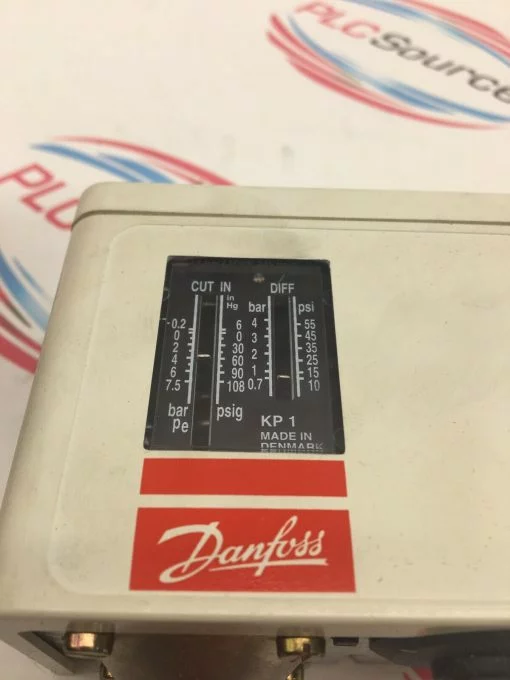 PLC Source
PLC
CUT IN
DIFF
in
Hg
bar
psi
-0.2
0
2
4
6
7.5
6
0
30
60
90
108
4
3
2
1
0.7
55
45
35
25
15
10
bar
pe
psig
KP 1
MADE IN
DENMARK
Danfoss